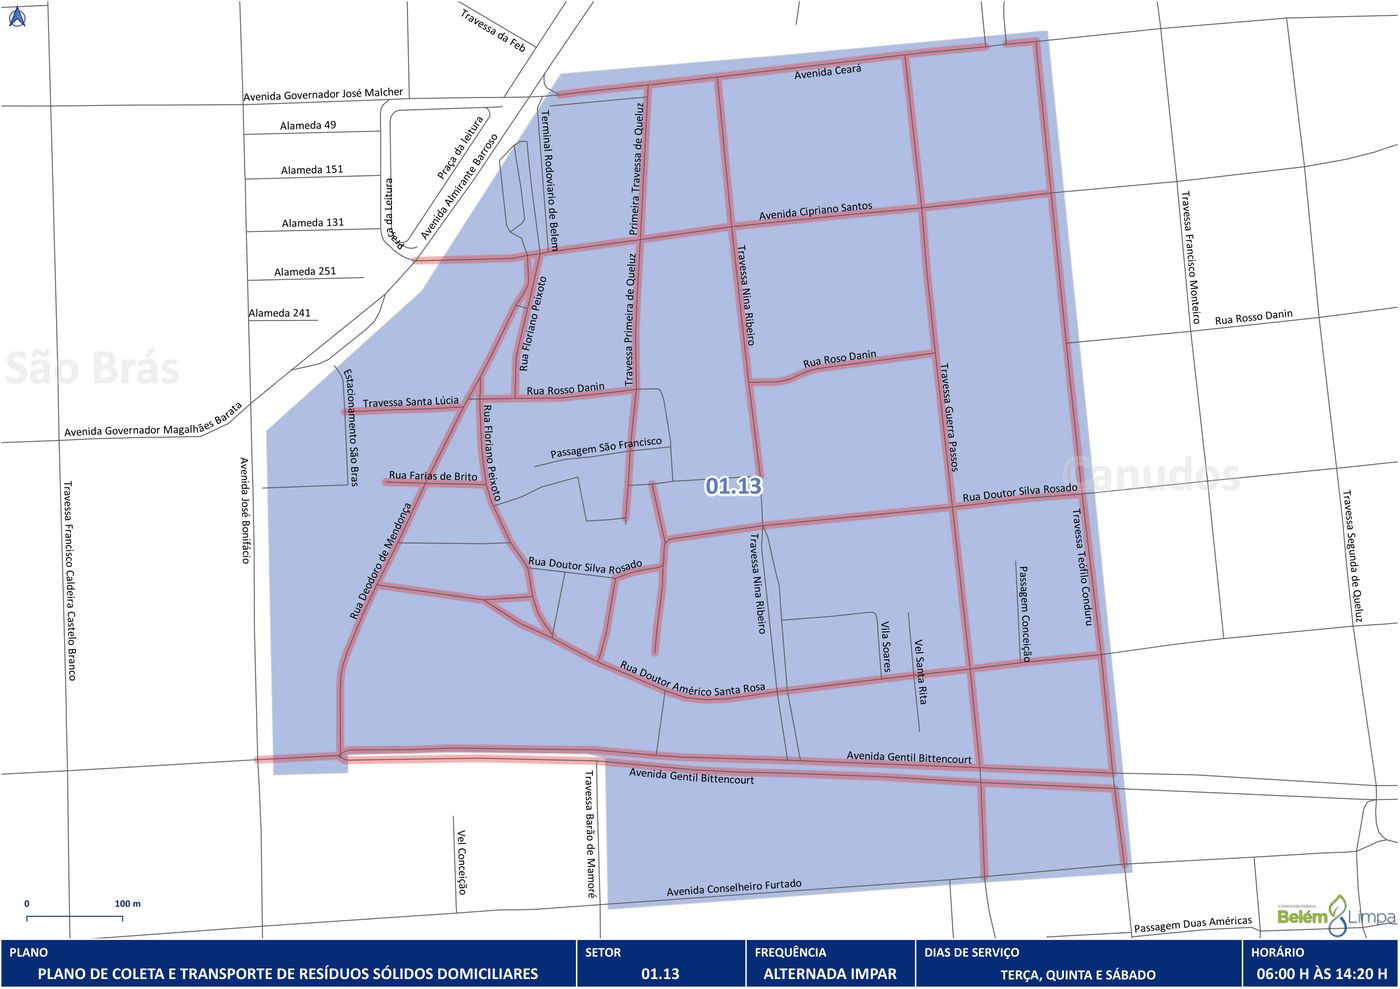 Travessa da Feb
Avenida Ceará
Avenida Governador José Malcher
Alameda 49
Praça da leitura
Avenida Almirante Barroso
Terminal Rodoviario de Belem
Primeira Travessa de Queluz
Alameda 151
Praça da Leitura
Alameda 131
Avenida Cipriano Santos
Travessa Francisco Monteiro
Alameda 251
Alameda 241
Rua Floriano Peixoto
Travessa Primeira de Queluz
Travessa Nina Ribeiro
Rua Rosso Danin
São Brás
Rua Roso Danin
Estacionamento São Bras
Travessa Santa Lúcia
Rua Rosso Danin
Travessa Guerra Passos
Avenida Governador Magalhães Barata
Rua Floriano Peixoto
Passagem São Francisco
Avenida José Bonifácio
Rua Farias de Brito
01.13
Canudos
Travessa Francisco Caldeira Castelo Branco
Rua Doutor Silva Rosado
Travessa Segunda de Queluz
Rua Deodoro de Mendonça
Travessa Teófilo Conduru
Travessa Nina Ribeiro
Rua Doutor Silva Rosado
Passagem Conceição
Vila Soares
Vel Santa Rita
Rua Doutor Américo Santa Rosa
Avenida Gentil Bittencourt
Avenida Gentil Bittencourt
Travessa Barão de Mamoré
Vel Conceição
Avenida Conselheiro Furtado
Passagem Duas Américas
0 100 m
CONCESSIONÁRIA
Belém Limpa
PLANO
PLANO DE COLETA E TRANSPORTE DE RESÍDUOS SÓLIDOS DOMICILIARES
SETOR
01.13
FREQUÊNCIA
ALTERNADA IMPAR
DIAS DE SERVIÇO
TERÇA, QUINTA E SÁBADO
HORÁRIO
06:00 H ÀS 14:20 H